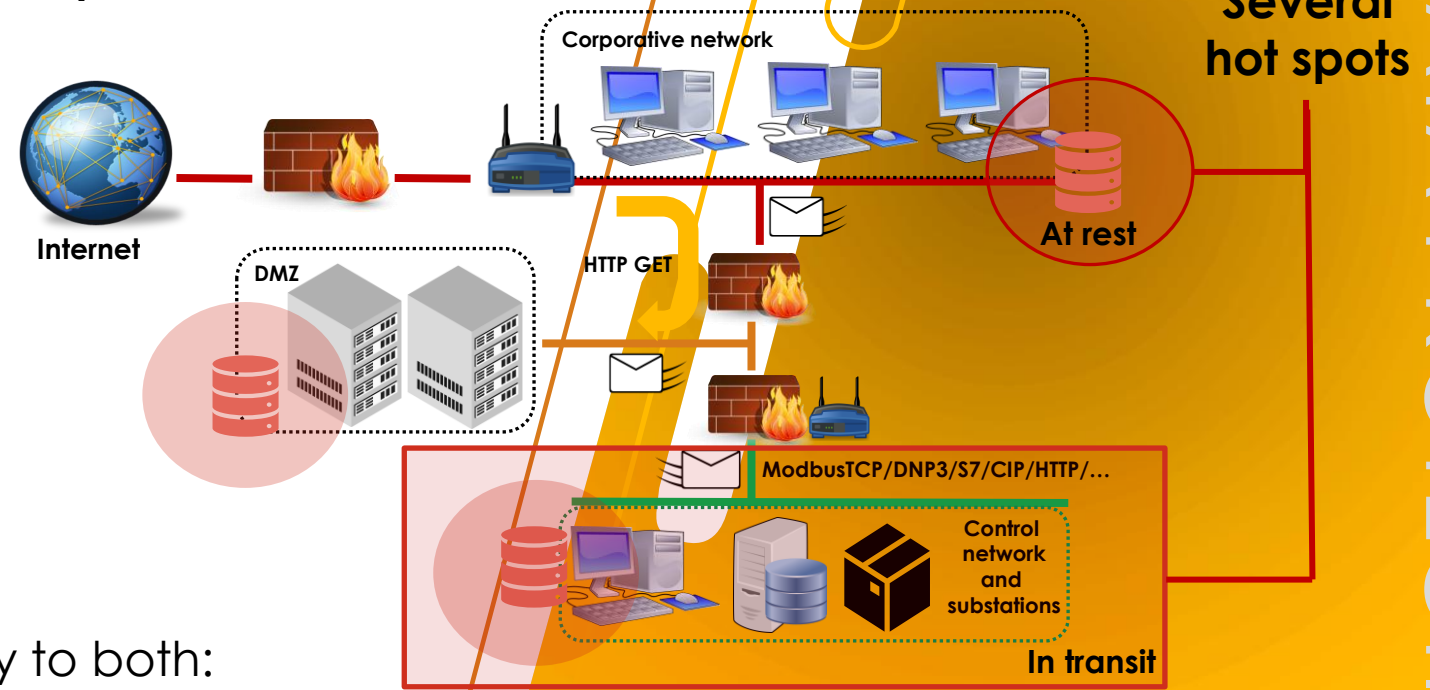 Several
hot spots
Corporative network
Internet
At rest
DMZ
HTTP GET
ModbusTCP/DNP3/S7/CIP/HTTP/…
Control
network
and
substations
In transit
y to both: